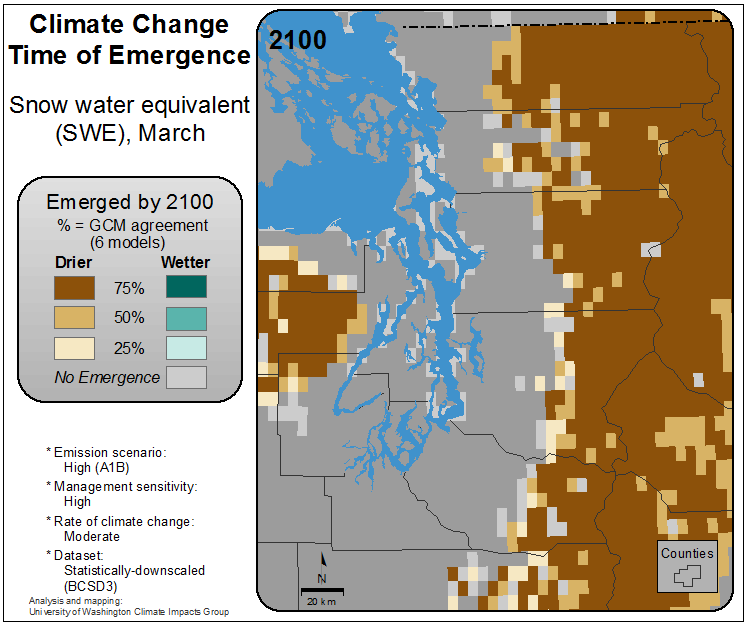 Climate Change
Time of Emergence
Snow water equivalent
(SWE), March
Emerged by 2100
% = GCM agreement
(6 models)
Drier Wetter
75%
50%
25%
No Emergence
* Emission scenario:
High (A1B)
* Management sensitivity:
High
* Rate of climate change:
Moderate
* Dataset:
Statistically-downscaled
(BCSD3)
Analysis and mapping:
University of Washington Climate Impacts Group
2100
N
20 km
Counties